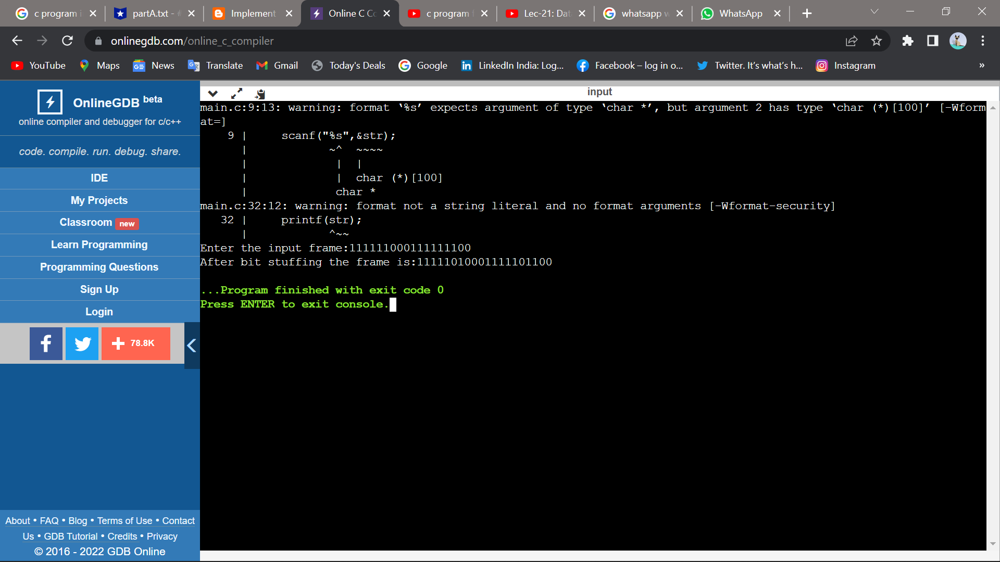 c program i
partA.txt - #
Implement
Online C Co
c program f
Lec-21: Dat
whatsapp w
WhatsApp
onlinegdb.com/online_c_compiler
YouTube
Maps
News
Translate
Gmail
Today's Deals
Google
LinkedIn India: Log...
Facebook – log in o...
Twitter. It's what's h...
Instagram
»
OnlineGDB beta
online compiler and debugger for c/c++
code. compile. run. debug. share.
IDE
My Projects
Classroom new
Learn Programming
Programming Questions
Sign Up
Login
f
+ 78.8K
About • FAQ • Blog • Terms of Use • Contact
Us • GDB Tutorial • Credits • Privacy
© 2016 - 2022 GDB Online
input
main.c:9:13: warning: format ‘%s’ expects argument of type ‘char *’, but argument 2 has type ‘char (*)[100]’ [-Wform
at=]
    9 |     scanf("%s",&str);
      |            ~^  ~~~~
      |             |  |
      |             |  char (*)[100]
      |             char *
main.c:32:12: warning: format not a string literal and no format arguments [-Wformat-security]
   32 |     printf(str);
      |            ^~~
Enter the input frame:111111000111111100
After bit stuffing the frame is:11111010001111101100
...Program finished with exit code 0
Press ENTER to exit console.